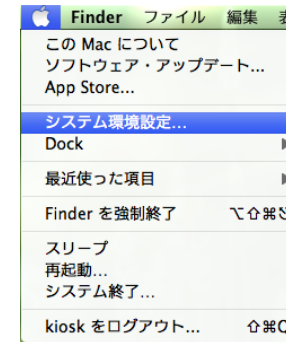 Finder ファイル 編集
この Mac について
ソフトウェア・アップデート...
App Store...
システム環境設定...
Dock
最近使った項目
Finder を強制終了 ⌥⇧⌘
スリープ
再起動...
システム終了...
kiosk をログアウト... ⇧⌘Q